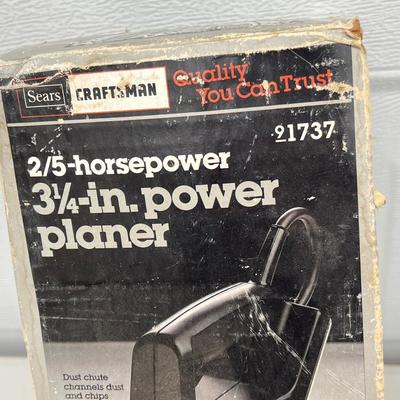 Sears CRAFTSMAN Quality
You Can Trust
91737
2/5-horsepower
3¼-in. power
planer
Dust chute
channels dust
and chips